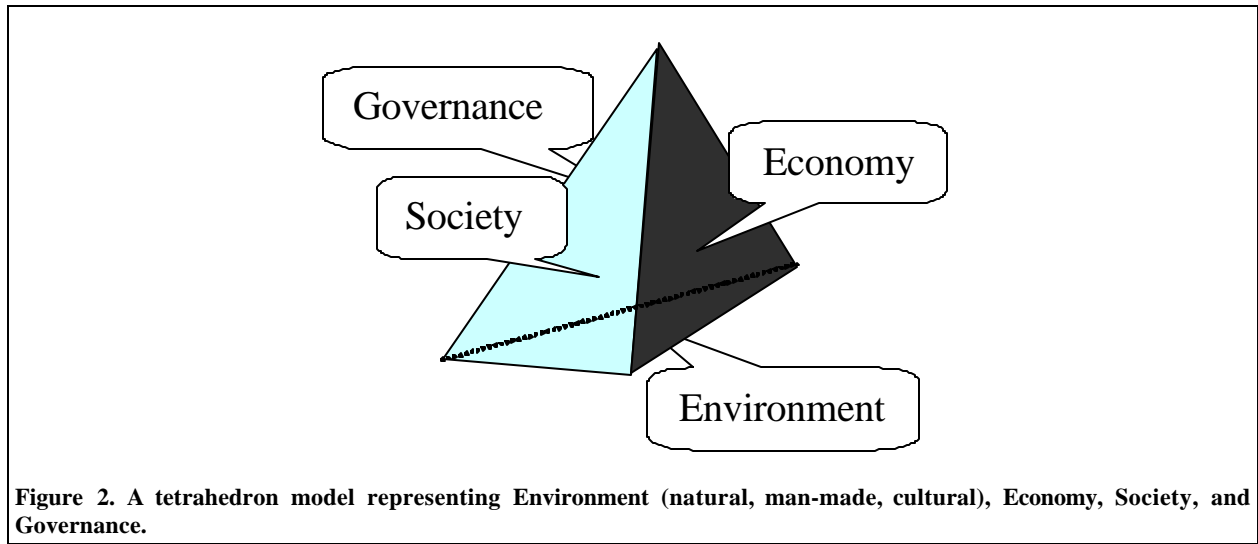 Governance
Economy
Society
Environment
Figure 2. A tetrahedron model representing Environment (natural, man-made, cultural), Economy, Society, and
Governance.